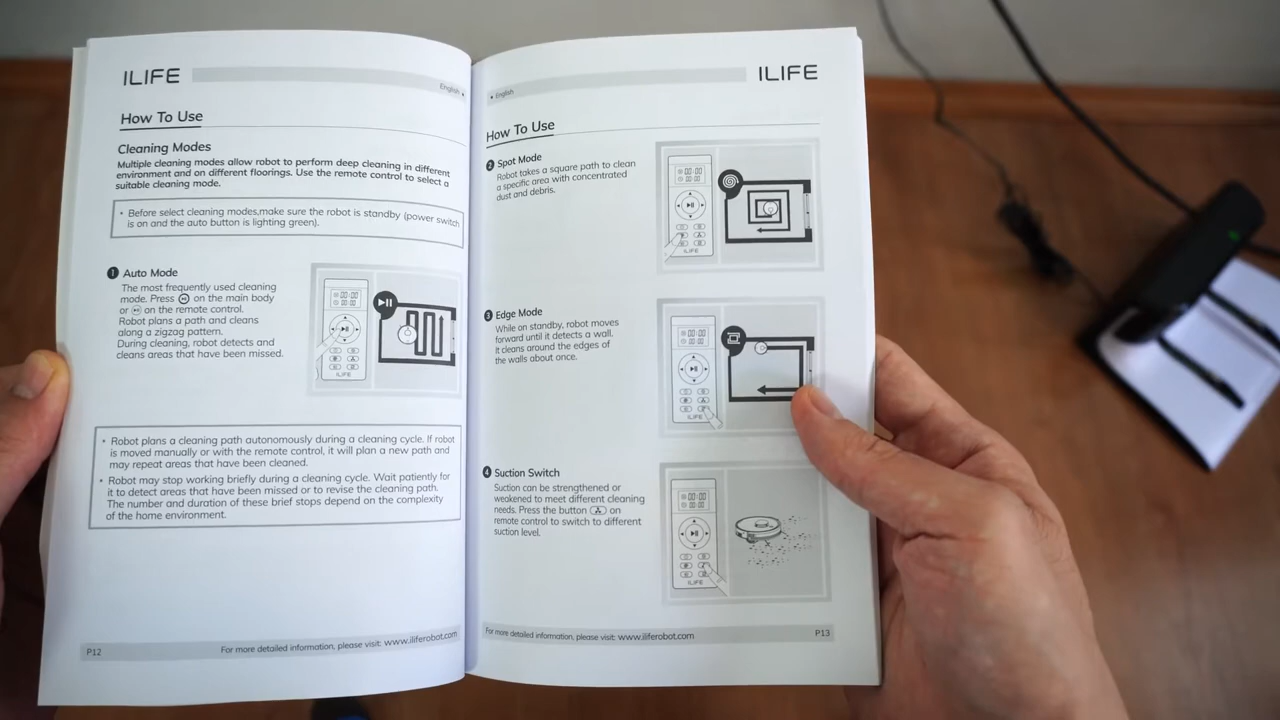 ILIFE
English
How To Use
Cleaning Modes
Multiple cleaning modes allow robot to perform deep cleaning in different
environment and on different floorings. Use the remote control to select a
suitable cleaning mode.
• Before select cleaning modes,make sure the robot is standby (power switch
is on and the auto button is lighting green).
1 Auto Mode
The most frequently used cleaning
mode. Press on the main body
or on the remote control.
Robot plans a path and cleans
along a zigzag pattern.
During cleaning, robot detects and
cleans areas that have been missed.
• Robot plans a cleaning path autonomously during a cleaning cycle. If robot
is moved manually or with the remote control, it will plan a new path and
may repeat areas that have been cleaned.
• Robot may stop working briefly during a cleaning cycle. Wait patiently for
it to detect areas that have been missed or to revise the cleaning path.
The number and duration of these brief stops depend on the complexity
of the home environment.
P12
For more detailed information, please visit: www.iliferobot.com
ILIFE
• English
How To Use
2 Spot Mode
Robot takes a square path to clean
a specific area with concentrated
dust and debris.
3 Edge Mode
While on standby, robot moves
forward until it detects a wall.
It cleans around the edges of
the walls about once.
4 Suction Switch
Suction can be strengthened or
weakened to meet different cleaning
needs. Press the button on
remote control to switch to different
suction level.
For more detailed information, please visit: www.iliferobot.com
P13